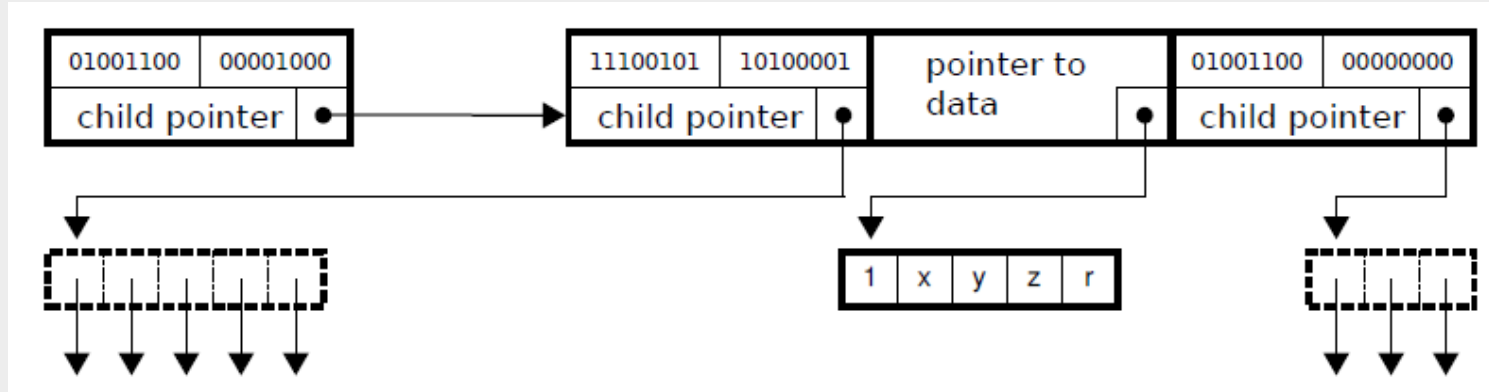 01001100 00001000
child pointer
11100101 10100001
child pointer
pointer to
data
01001100 00000000
child pointer
1 x y z r